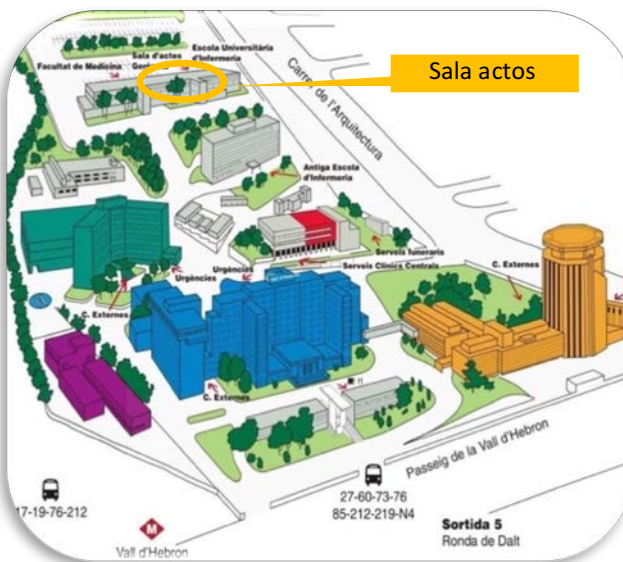 Escola Universitària
d'Infermeria
Sala d'actes
Facultat de Medicina
Sala actos
Carrer de l'Arquitectura
Antiga Escola
d'Infermeria
Serveis funeraris
Urgències
Urgències
Serveis Clínics Centrals
C. Externes
C. Externes
C. Externes
Passeig de la Vall d'Hebron
17-19-76-212
27-60-73-76
85-212-219-N4
M
Vall d'Hebron
Sortida 5
Ronda de Dalt